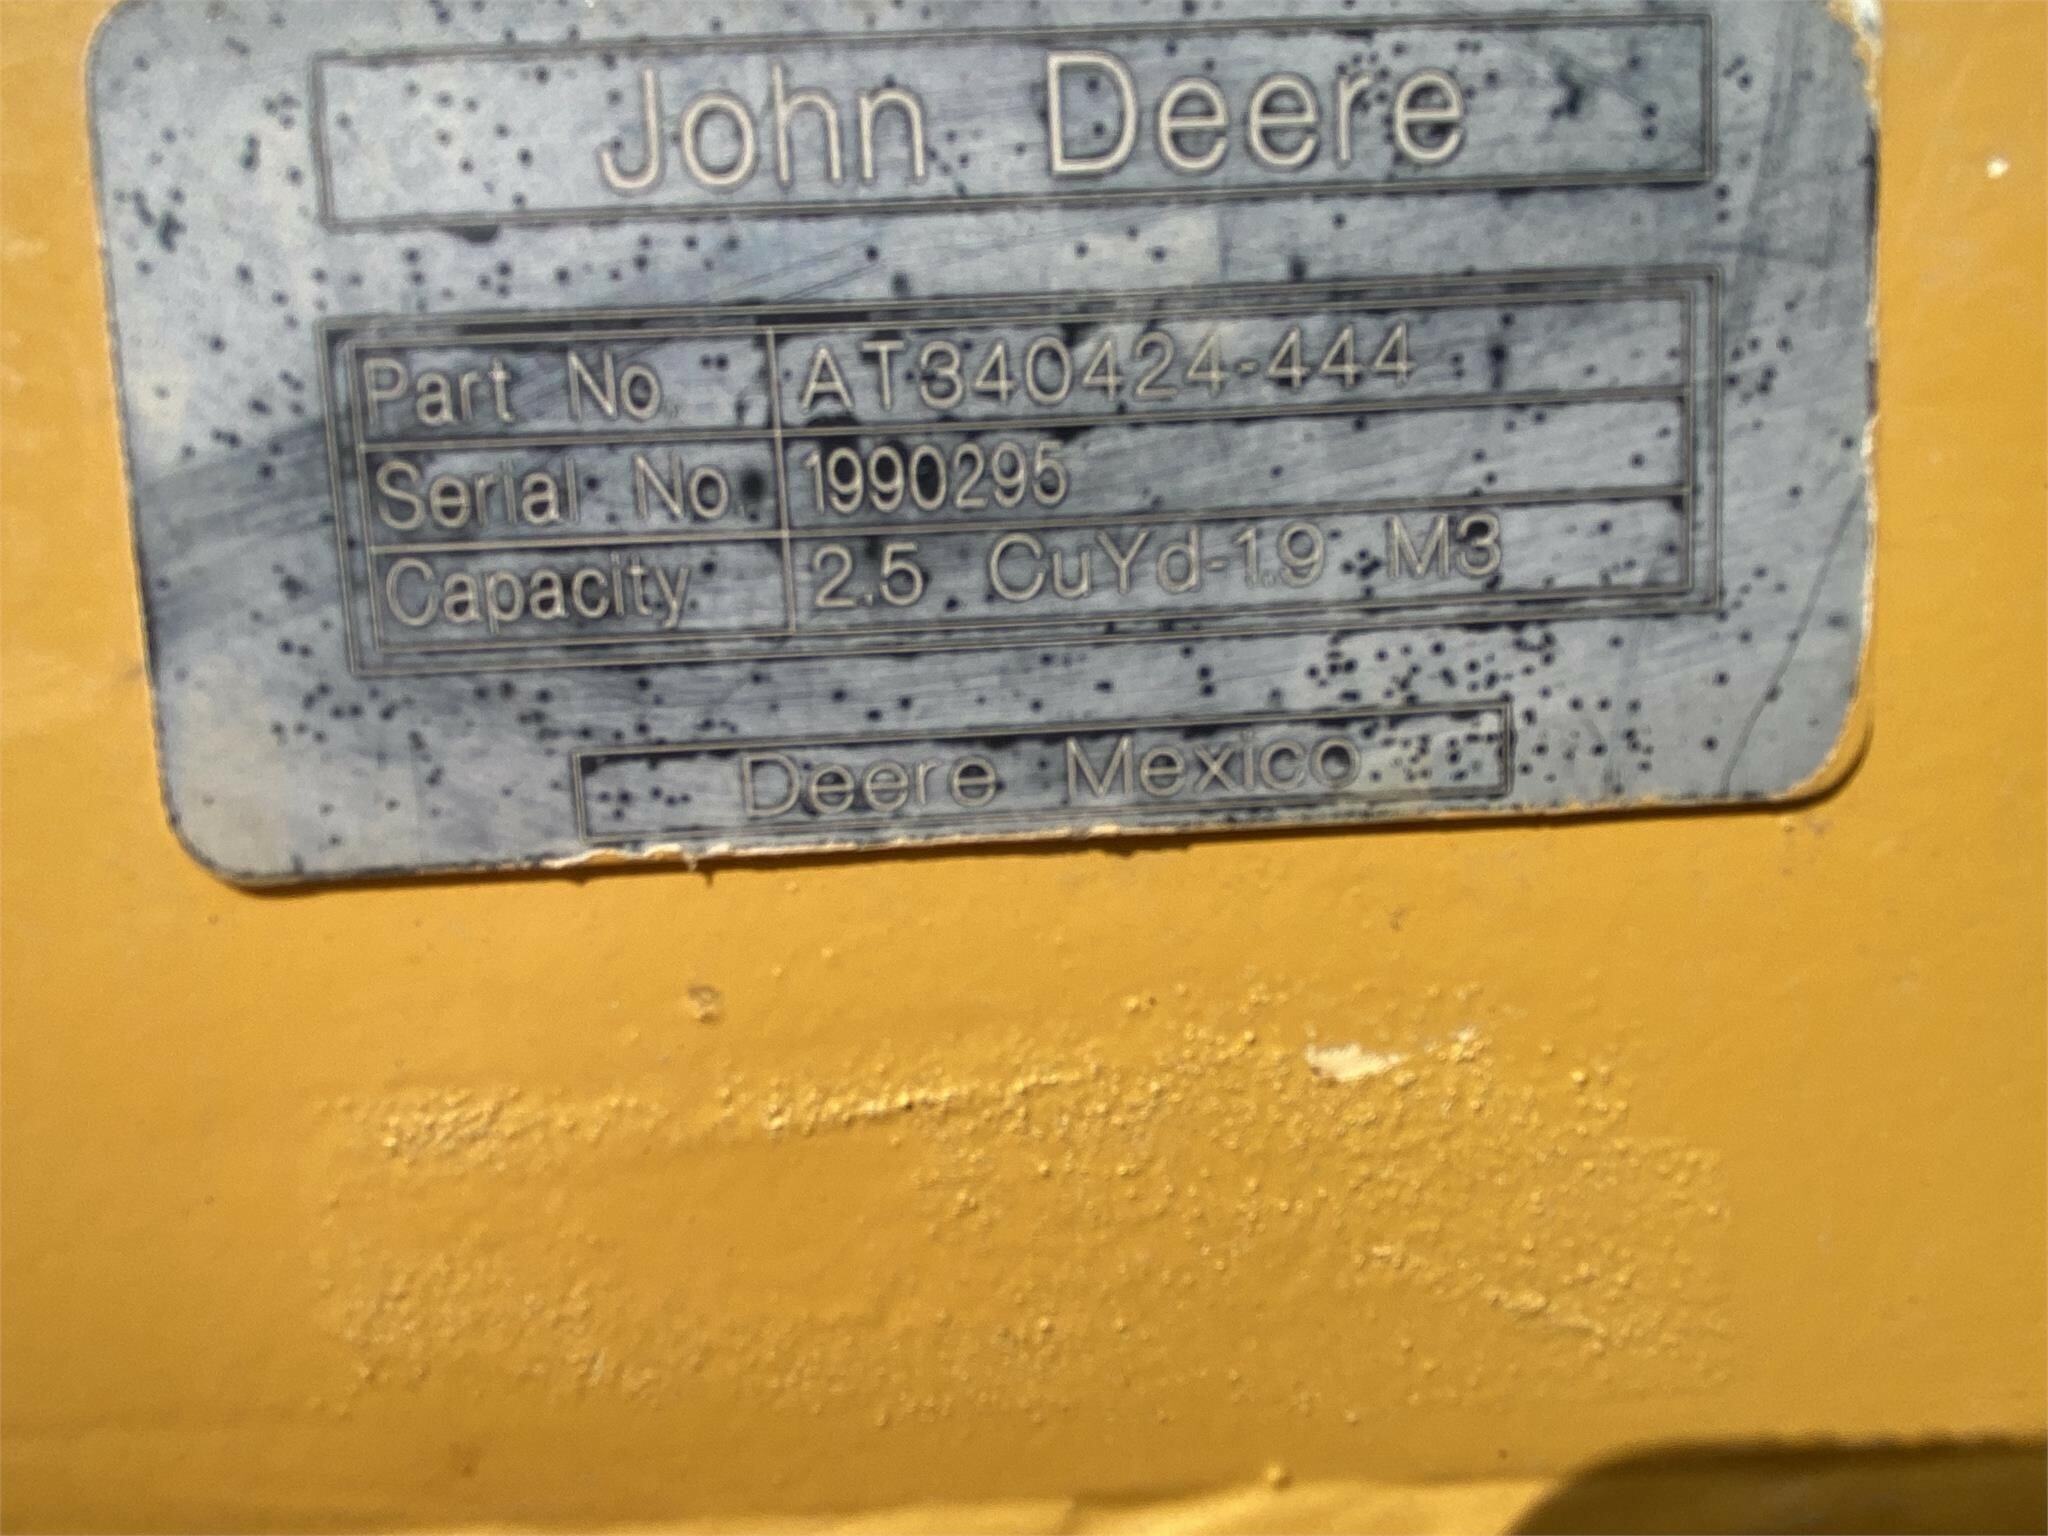 John Deere
Part No. AT340424-444
Serial No. 1990295
Capacity 2.5 CuYd-1.9 M3
Deere Mexico